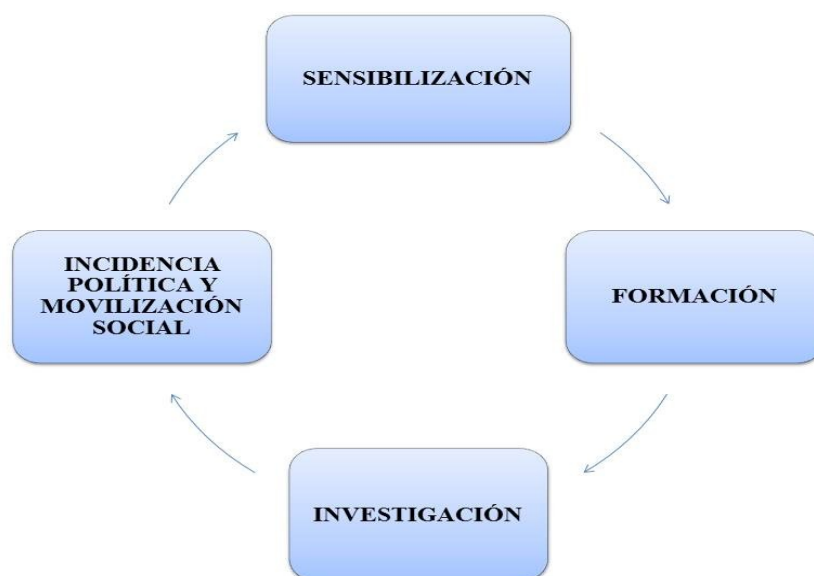 SENSIBILIZACIÓN
FORMACIÓN
INVESTIGACIÓN
INCIDENCIA
POLÍTICA Y
MOVILIZACIÓN
SOCIAL